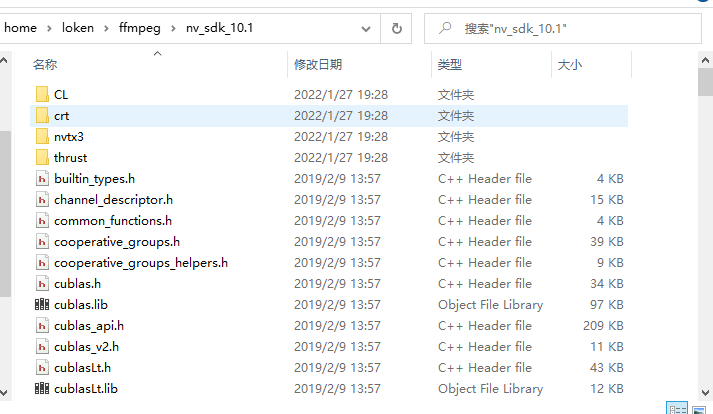 home > loken > ffmpeg > nv_sdk_10.1 搜索"nv_sdk_10.1"
名称 修改日期 类型 大小
CL 2022/1/27 19:28 文件夹
crt 2022/1/27 19:28 文件夹
nvtx3 2022/1/27 19:28 文件夹
thrust 2022/1/27 19:28 文件夹
builtin_types.h 2019/2/9 13:57 C++ Header file 4 KB
channel_descriptor.h 2019/2/9 13:57 C++ Header file 15 KB
common_functions.h 2019/2/9 13:57 C++ Header file 4 KB
cooperative_groups.h 2019/2/9 13:57 C++ Header file 39 KB
cooperative_groups_helpers.h 2019/2/9 13:57 C++ Header file 9 KB
cublas.h 2019/2/9 13:57 C++ Header file 34 KB
cublas.lib 2019/2/9 13:57 Object File Library 97 KB
cublas_api.h 2019/2/9 13:57 C++ Header file 209 KB
cublas_v2.h 2019/2/9 13:57 C++ Header file 11 KB
cublasLt.h 2019/2/9 13:57 C++ Header file 43 KB
cublasLt.lib 2019/2/9 13:57 Object File Library 12 KB